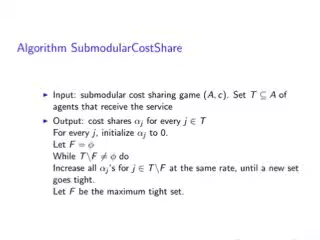 Algorithm SubmodularCostShare
Input: submodular cost sharing game (A, c). Set T ⊆ A of
agents that receive the service
Output: cost shares αj for every j ∈ T
For every j, initialize αj to 0.
Let F = ϕ
While T\F ≠ ϕ do
Increase all αj's for j ∈ T\F at the same rate, until a new set
goes tight.
Let F be the maximum tight set.